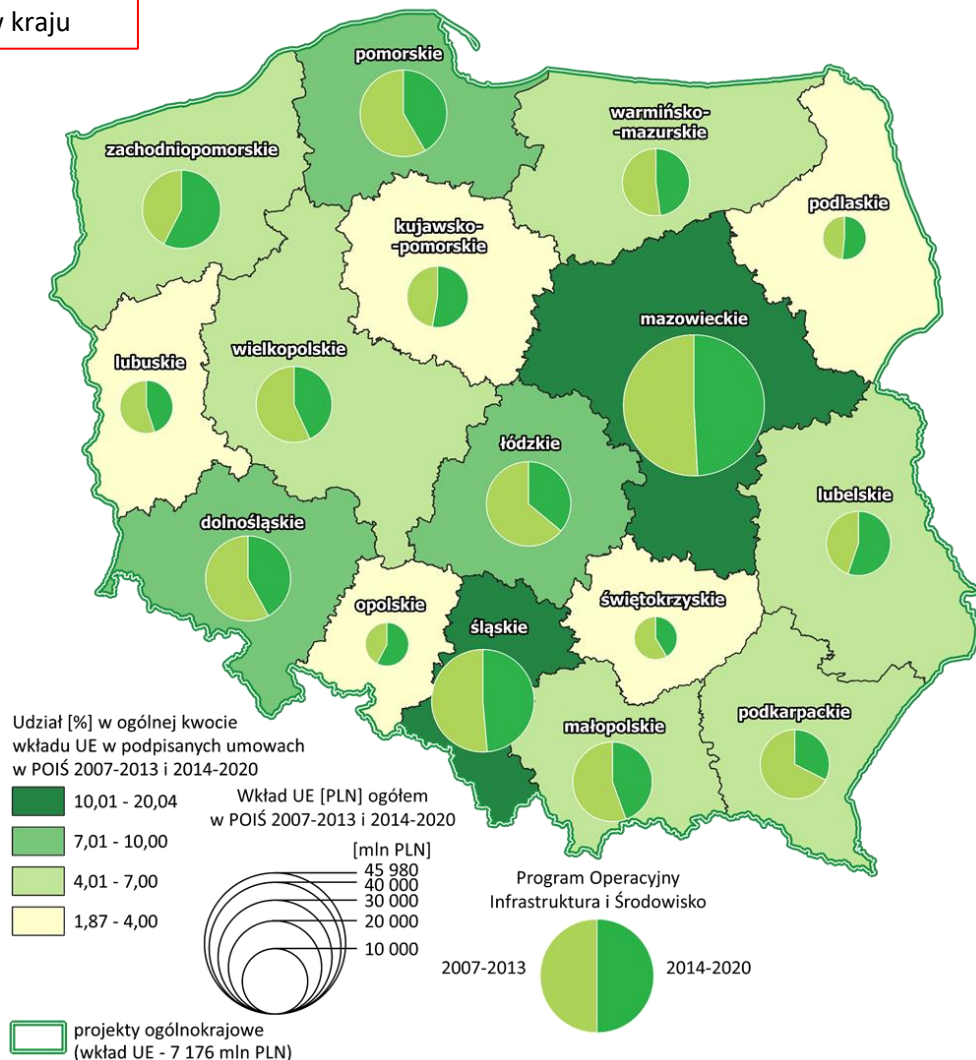 kraju
pomorskie
warmińsko-
-mazurskie
zachodniopomorskie
podlaskie
kujawsko-
-pomorskie
mazowieckie
wielkopolskie
lubuskie
łódzkie
lubelskie
dolnośląskie
opolskie
świętokrzyskie
śląskie
małopolskie
podkarpackie
Udział [%] w ogólnej kwocie
wkładu UE w podpisanych umowach
w POIŚ 2007-2013 i 2014-2020
10,01 - 20,04
7,01 - 10,00
4,01 - 7,00
1,87 - 4,00
Wkład UE [PLN] ogółem
w POIŚ 2007-2013 i 2014-2020
[mln PLN]
45 980
40 000
30 000
20 000
10 000
Program Operacyjny
Infrastruktura i Środowisko
2007-2013
2014-2020
projekty ogólnokrajowe
(wkład UE - 7 176 mln PLN)